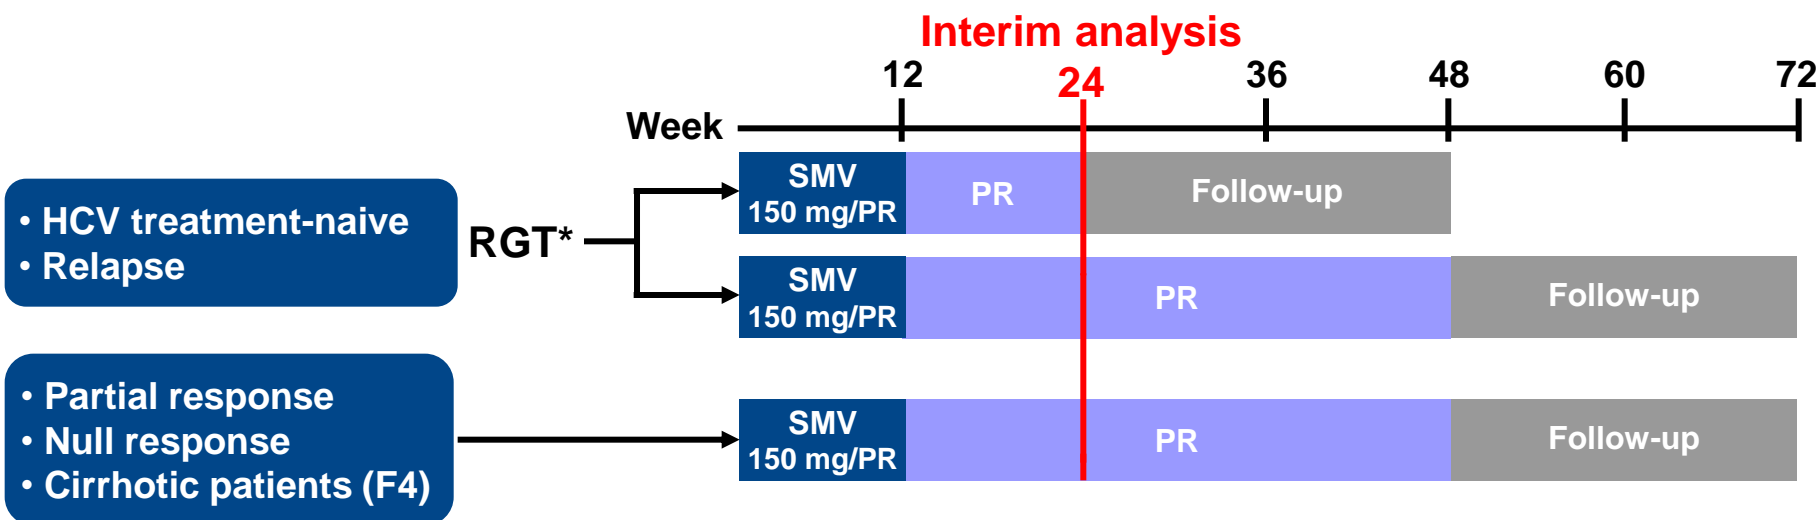 Interim analysis
12 24 36 48 60 72
Week
• HCV treatment-naive
• Relapse
RGT*
SMV
150 mg/PR
PR
Follow-up
SMV
150 mg/PR
PR
Follow-up
• Partial response
• Null response
• Cirrhotic patients (F4)
SMV
150 mg/PR
PR
Follow-up